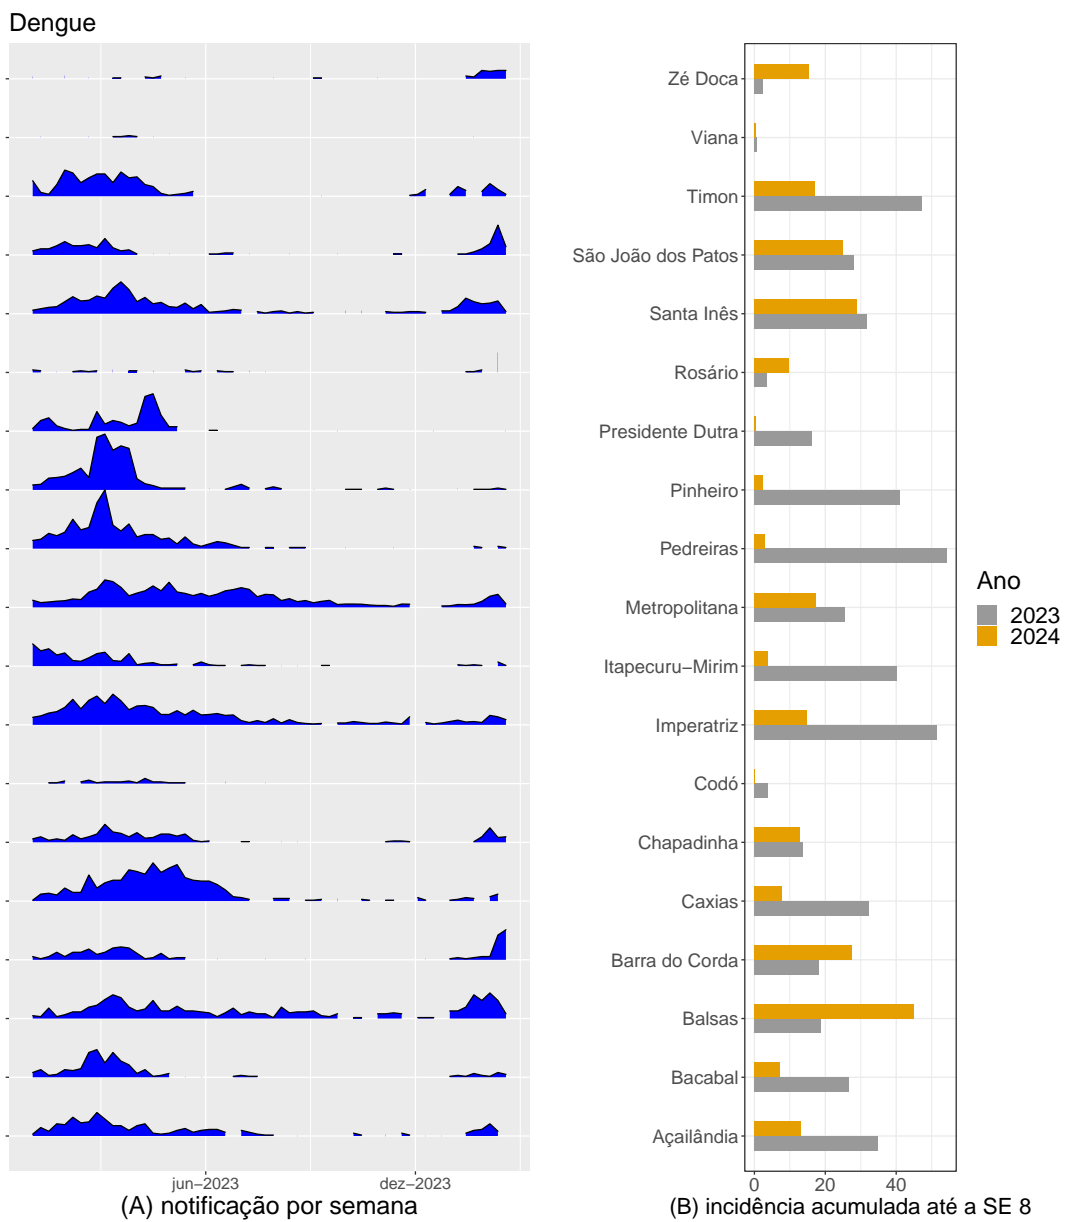 Dengue
Zé Doca
Viana
Timon
São João dos Patos
Santa Inês
Rosário
Presidente Dutra
Pinheiro
Pedreiras
Metropolitana
Itapecuru−Mirim
Imperatriz
Codó
Chapadinha
Caxias
Barra do Corda
Balsas
Bacabal
Açailândia
jun−2023 dez−2023
(A) notificação por semana
0 20 40
(B) incidência acumulada até a SE 8
Ano
2023
2024